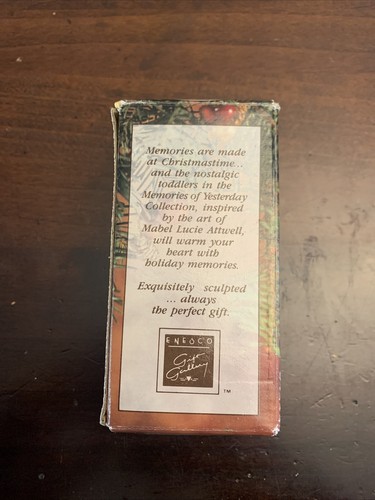 Memories are made
at Christmastime...
and the nostalgic
toddlers in the
Memories of Yesterday
Collection, inspired
by the art of
Mabel Lucie Attwell,
will warm your
heart with
holiday memories.
Exquisitely sculpted
... always
the perfect gift.
ENESCO
Gift
Gallery
™